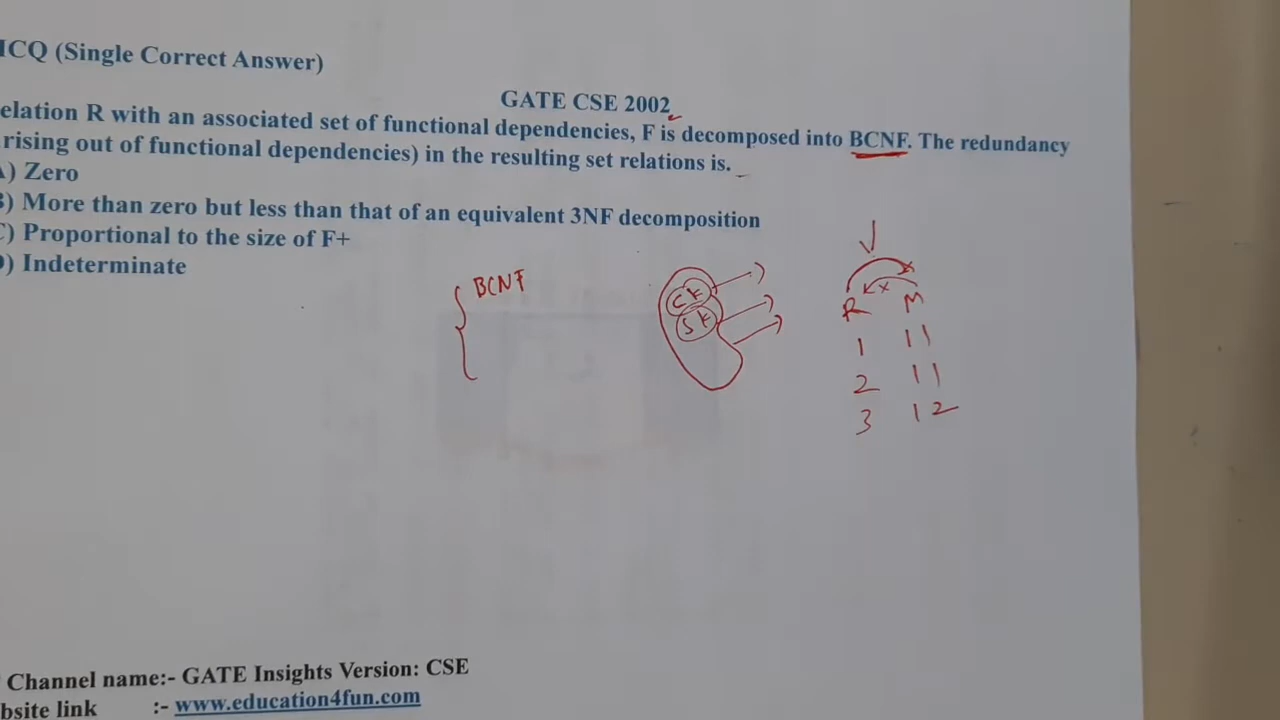 ICQ (Single Correct Answer)
GATE CSE 2002
elation R with an associated set of functional dependencies, F is decomposed into BCNF. The redundancy
rising out of functional dependencies) in the resulting set relations is.
A) Zero
B) More than zero but less than that of an equivalent 3NF decomposition
C) Proportional to the size of F+
D) Indeterminate
BCNF
CK
SK
R M
1 11
2 11
3 12
Channel name:- GATE Insights Version: CSE
bsite link :- www.education4fun.com